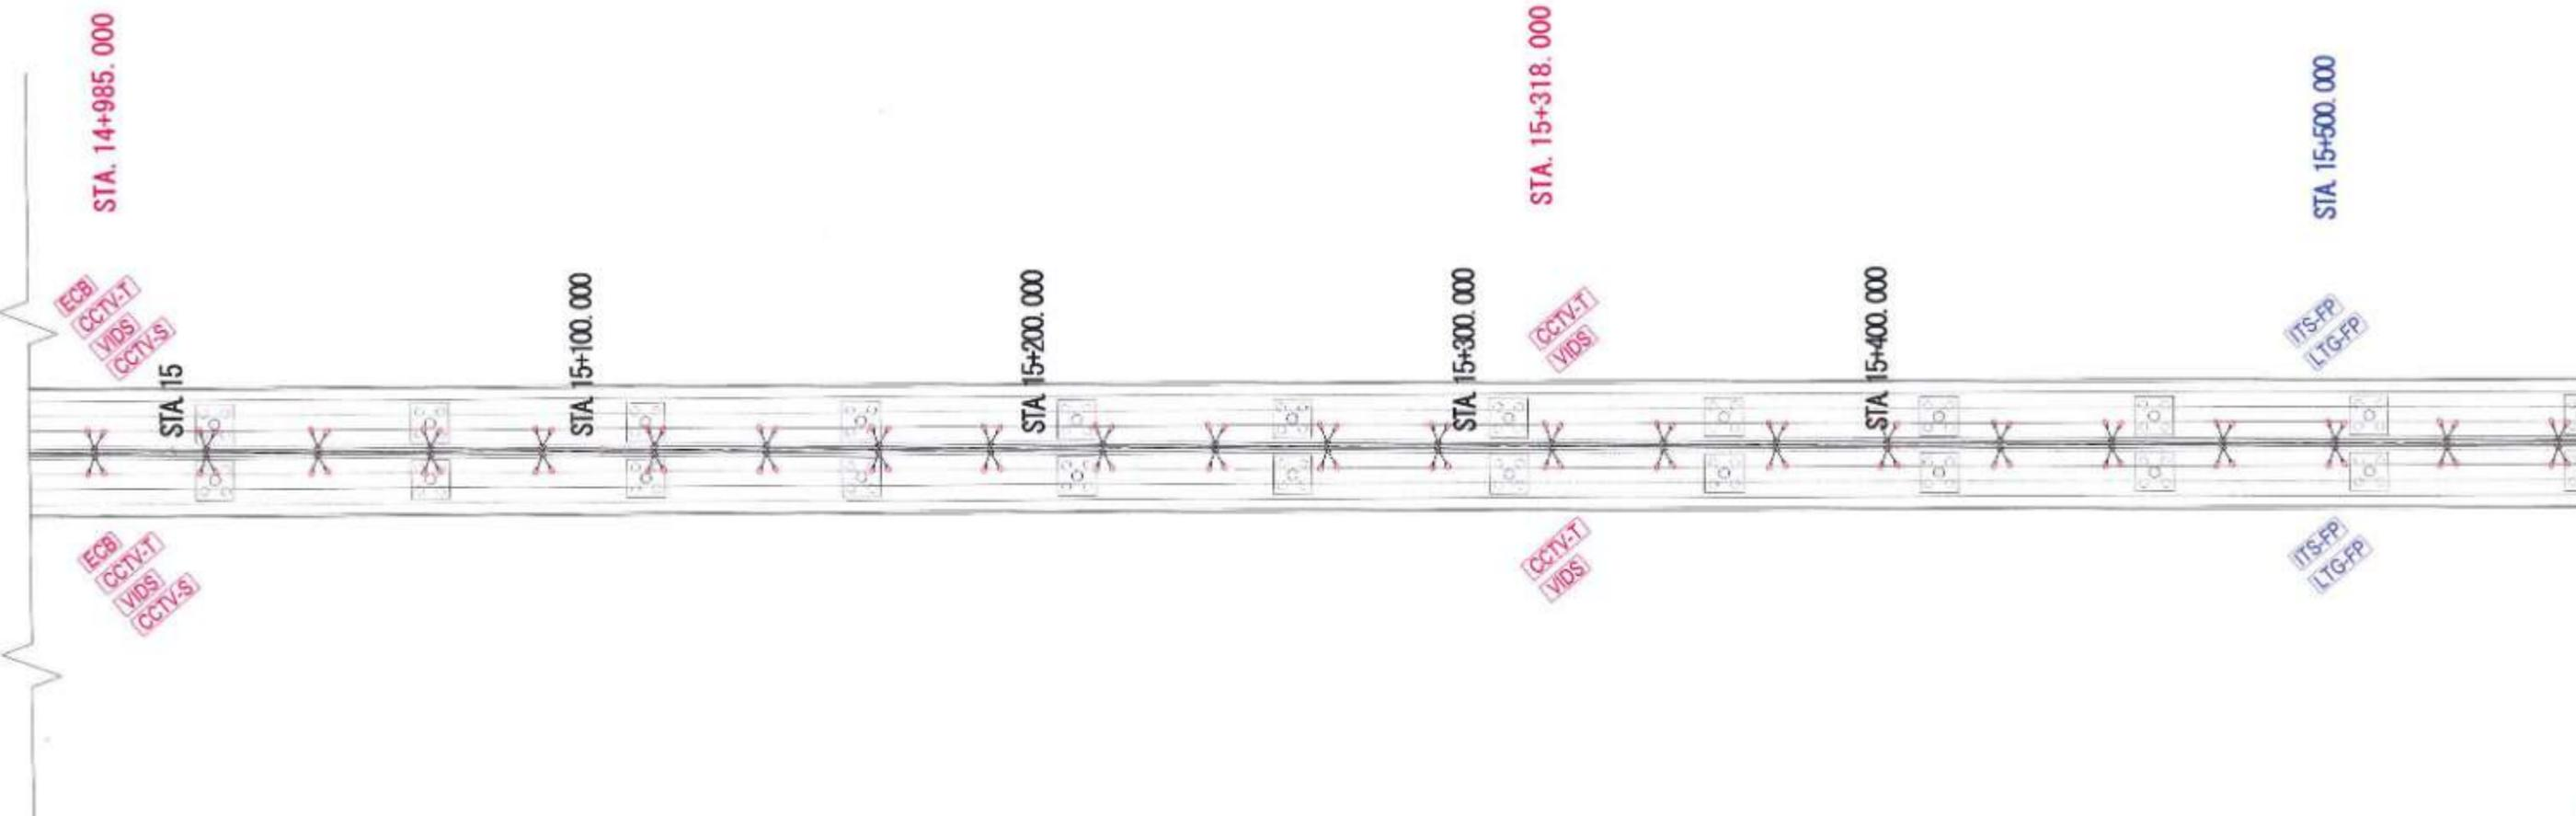 STA. 14+985. 000
STA. 15+318. 000
STA. 15+500. 000
ECB
CCTV-T
VIDS
CCTV-S
STA. 15
STA. 15+100. 000
STA. 15+200. 000
STA. 15+300. 000
CCTV-T
VIDS
STA. 15+400. 000
ITS-FP
LTG-FP
ECB
CCTV-T
VIDS
CCTV-S
CCTV-T
VIDS
ITS-FP
LTG-FP